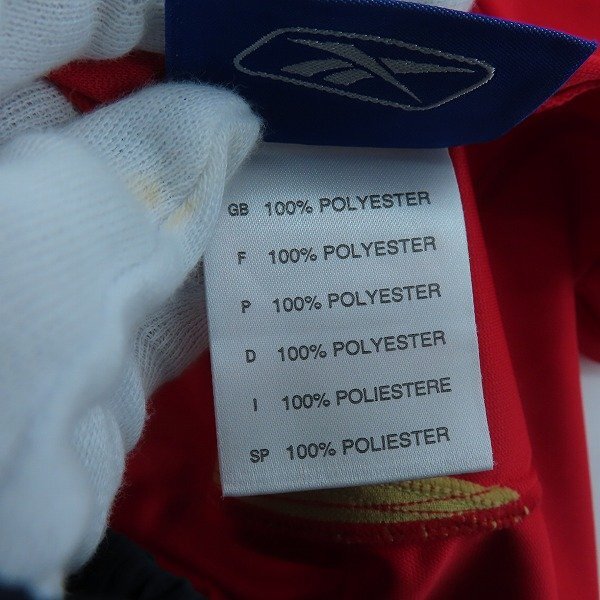 GB 100% POLYESTER
F 100% POLYESTER
P 100% POLYESTER
D 100% POLYESTER
I 100% POLIESTERE
SP 100% POLIESTER